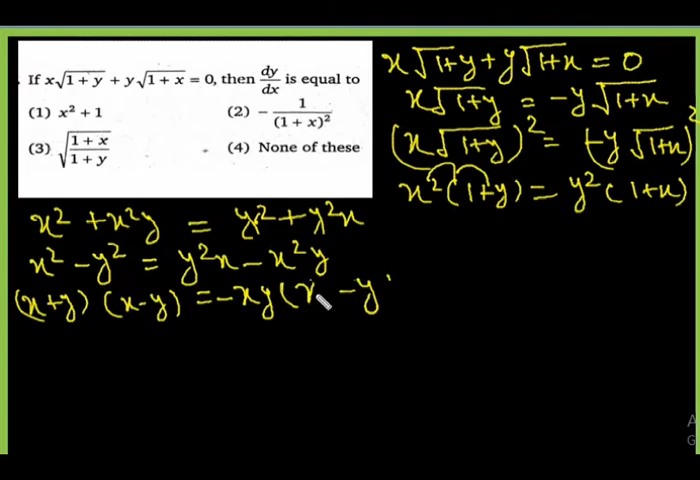 . If x√1+y + y√1+x = 0, then dy/dx is equal to
(1) x² + 1 (2) - 1/(1+x)²
(3) √(1+x)/(1+y) (4) None of these
x√1+y + y√1+x = 0
x√1+y = -y√1+x
(x√1+y)² = (-y√1+x)²
x²(1+y) = y²(1+x)
x² + x²y = y² + y²x
x² - y² = y²x - x²y
(x+y) (x-y) = -xy(x - y